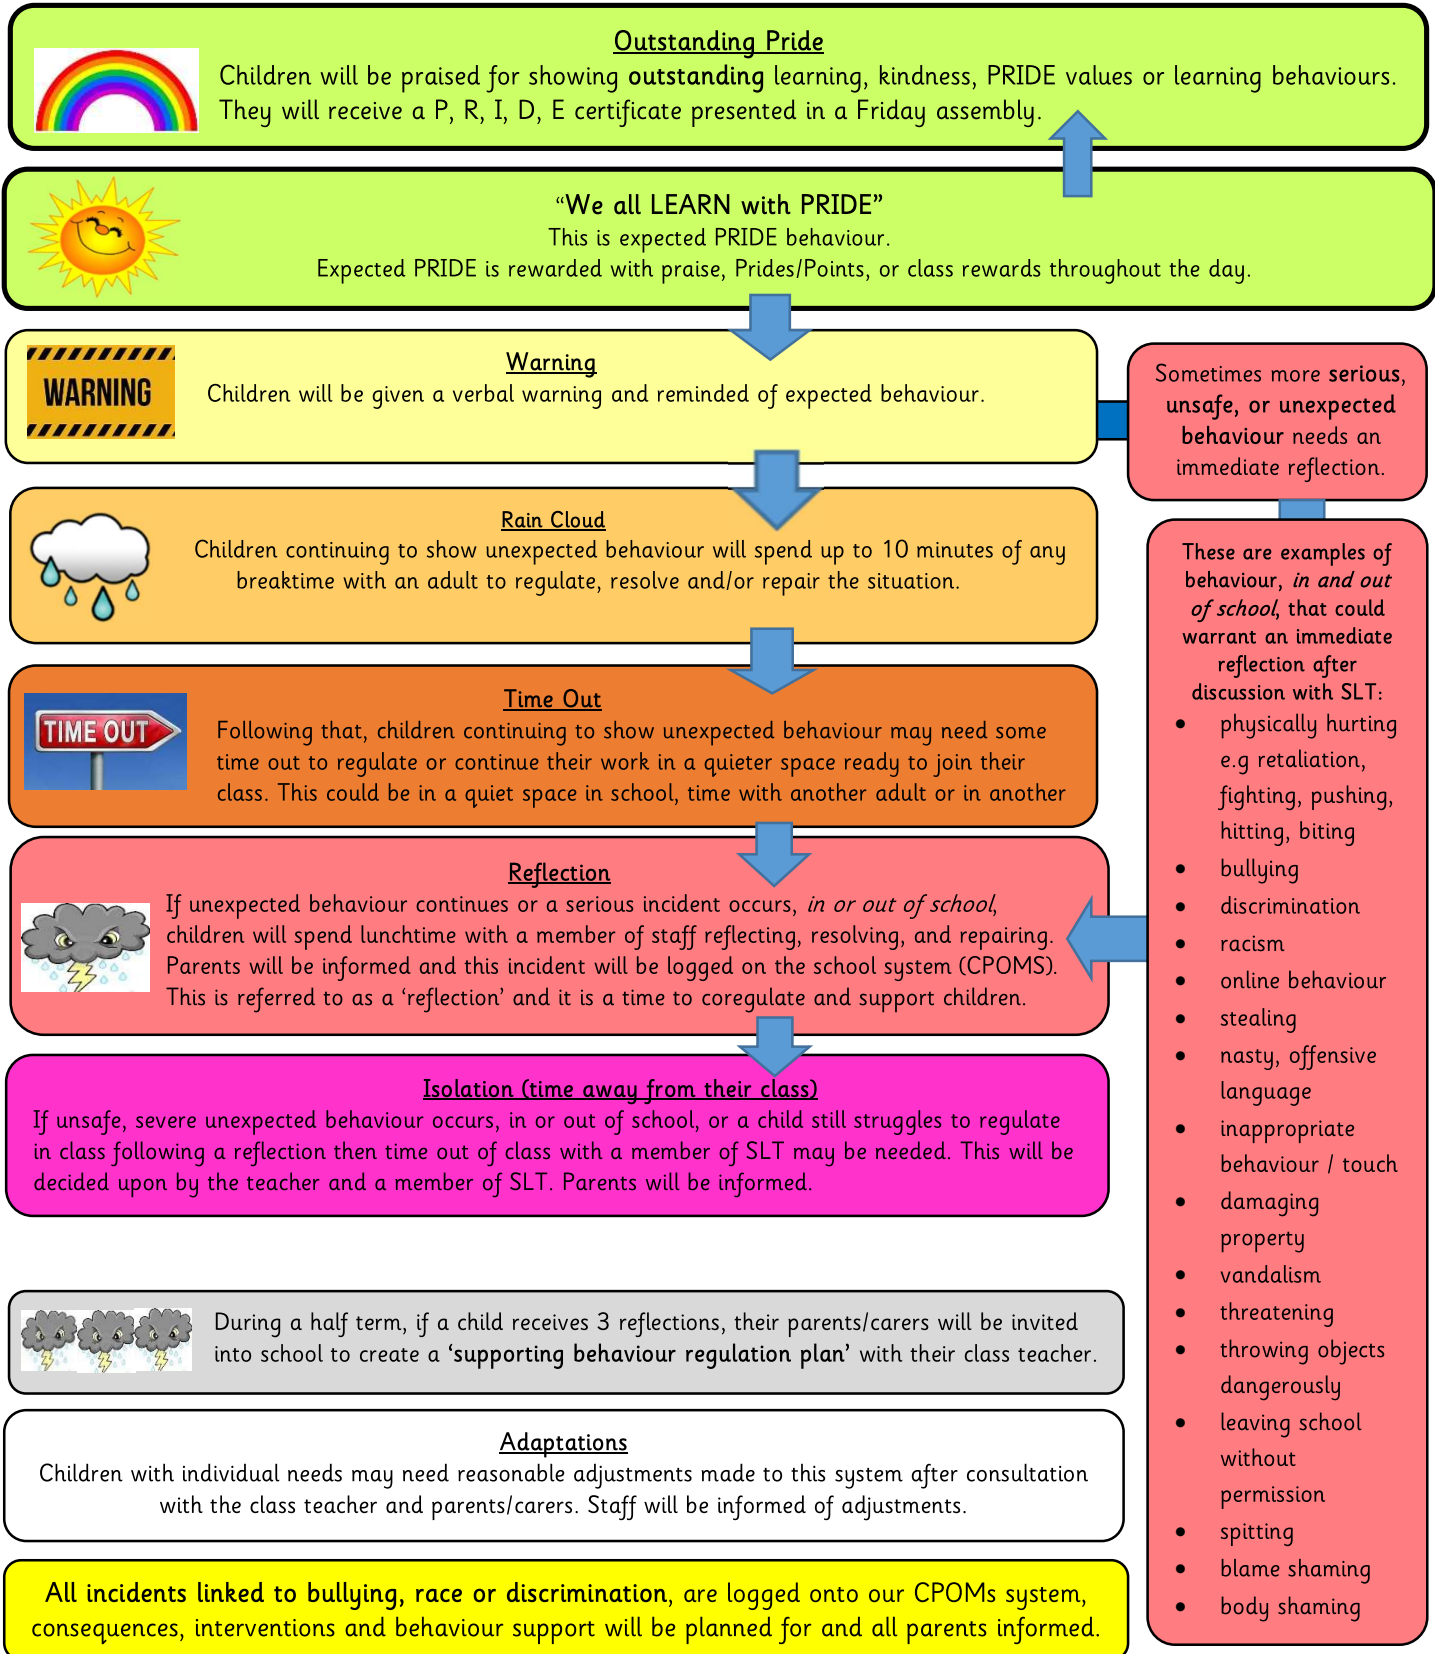 Outstanding Pride
Children will be praised for showing outstanding learning, kindness, PRIDE values or learning behaviours.
They will receive a P, R, I, D, E certificate presented in a Friday assembly.
“We all LEARN with PRIDE”
This is expected PRIDE behaviour.
Expected PRIDE is rewarded with praise, Prides/Points, or class rewards throughout the day.
WARNING
Warning
Children will be given a verbal warning and reminded of expected behaviour.
Rain Cloud
Children continuing to show unexpected behaviour will spend up to 10 minutes of any
breaktime with an adult to regulate, resolve and/or repair the situation.
TIME OUT
Time Out
Following that, children continuing to show unexpected behaviour may need some
time out to regulate or continue their work in a quieter space ready to join their
class. This could be in a quiet space in school, time with another adult or in another
Reflection
If unexpected behaviour continues or a serious incident occurs, in or out of school,
children will spend lunchtime with a member of staff reflecting, resolving, and repairing.
Parents will be informed and this incident will be logged on the school system (CPOMS).
This is referred to as a ‘reflection’ and it is a time to coregulate and support children.
Isolation (time away from their class)
If unsafe, severe unexpected behaviour occurs, in or out of school, or a child still struggles to regulate
in class following a reflection then time out of class with a member of SLT may be needed. This will be
decided upon by the teacher and a member of SLT. Parents will be informed.
During a half term, if a child receives 3 reflections, their parents/carers will be invited
into school to create a ‘supporting behaviour regulation plan’ with their class teacher.
Adaptations
Children with individual needs may need reasonable adjustments made to this system after consultation
with the class teacher and parents/carers. Staff will be informed of adjustments.
All incidents linked to bullying, race or discrimination, are logged onto our CPOMs system,
consequences, interventions and behaviour support will be planned for and all parents informed.
Sometimes more serious,
unsafe, or unexpected
behaviour needs an
immediate reflection.
These are examples of
behaviour, in and out
of school, that could
warrant an immediate
reflection after
discussion with SLT:
• physically hurting
e.g retaliation,
fighting, pushing,
hitting, biting
• bullying
• discrimination
• racism
• online behaviour
• stealing
• nasty, offensive
language
• inappropriate
behaviour / touch
• damaging
property
• vandalism
• threatening
• throwing objects
dangerously
• leaving school
without
permission
• spitting
• blame shaming
• body shaming